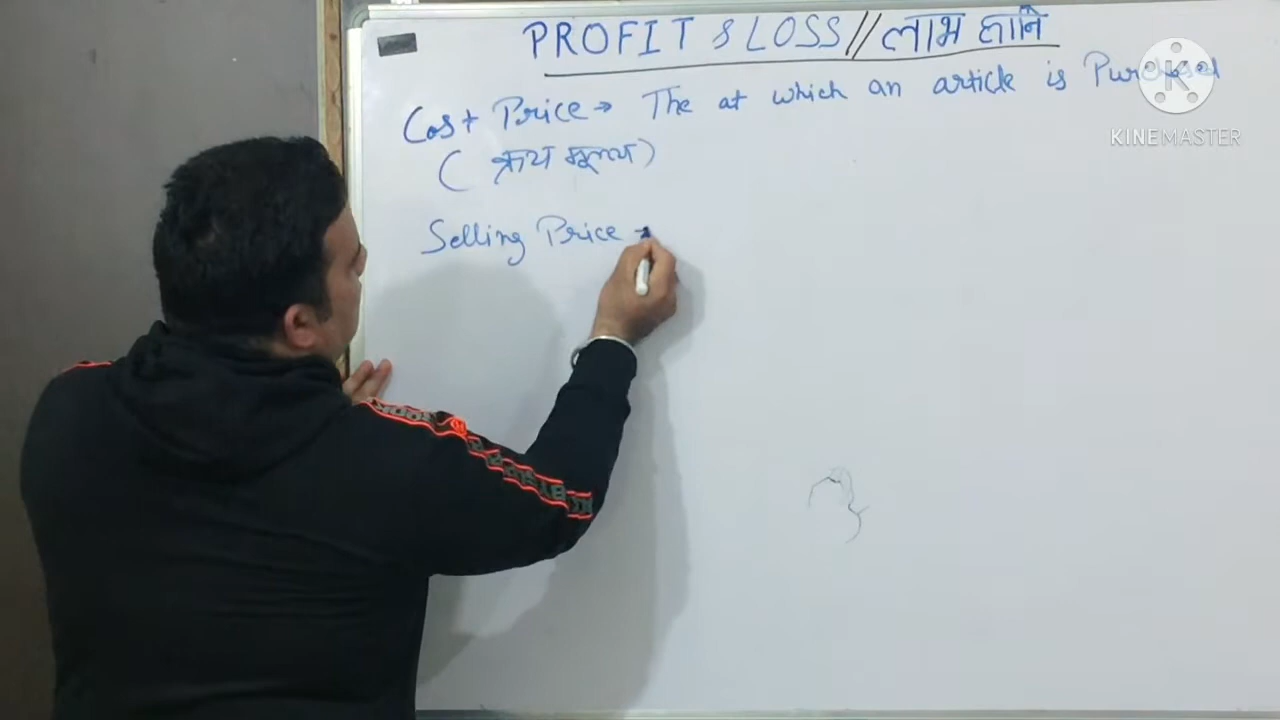 PROFIT & LOSS // लाभ हानि
Cost Price → The at which an article is Purchased
( क्रय मूल्य )
Selling Price →
KINEMASTER